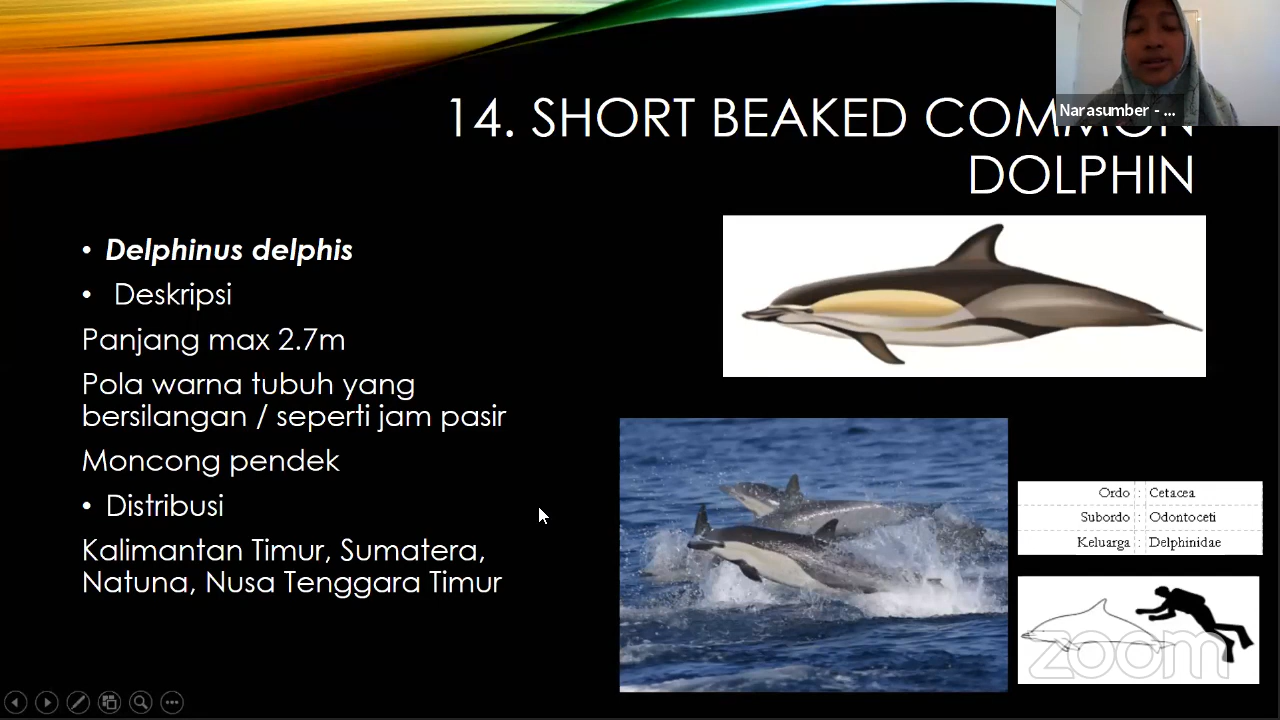 Narasumber - ...
14. SHORT BEAKED COMMON
DOLPHIN
• Delphinus delphis
• Deskripsi
Panjang max 2.7m
Pola warna tubuh yang
bersilangan / seperti jam pasir
Moncong pendek
• Distribusi
Kalimantan Timur, Sumatera,
Natuna, Nusa Tenggara Timur
Ordo : Cetacea
Subordo : Odontoceti
Keluarga : Delphinidae
zoom